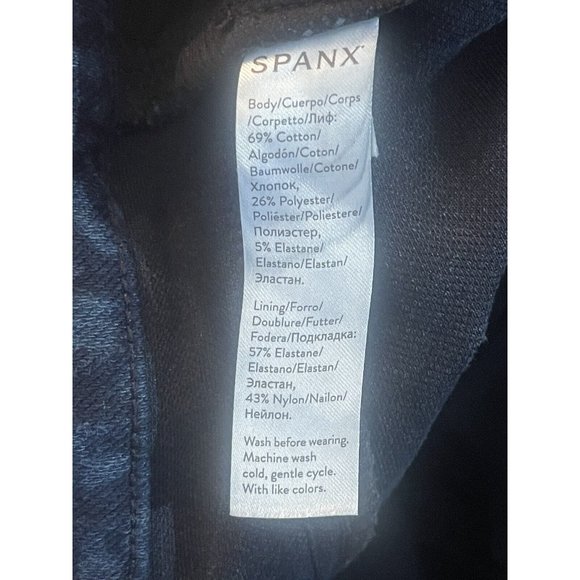 SPANX
Body/Cuerpo/Corps
/Corpetto/Лиф:
69% Cotton/
Algodón/Coton/
Baumwolle/Cotone/
Хлопок,
26% Polyester/
Poliéster/Poliestere/
Полиэстер,
5% Elastane/
Elastano/Elastan/
Эластан.
Lining/Forro/
Doublure/Futter/
Fodera/Подкладка:
57% Elastane/
Elastano/Elastan/
Эластан,
43% Nylon/Nailon/
Нейлон.
Wash before wearing.
Machine wash
cold, gentle cycle.
With like colors.